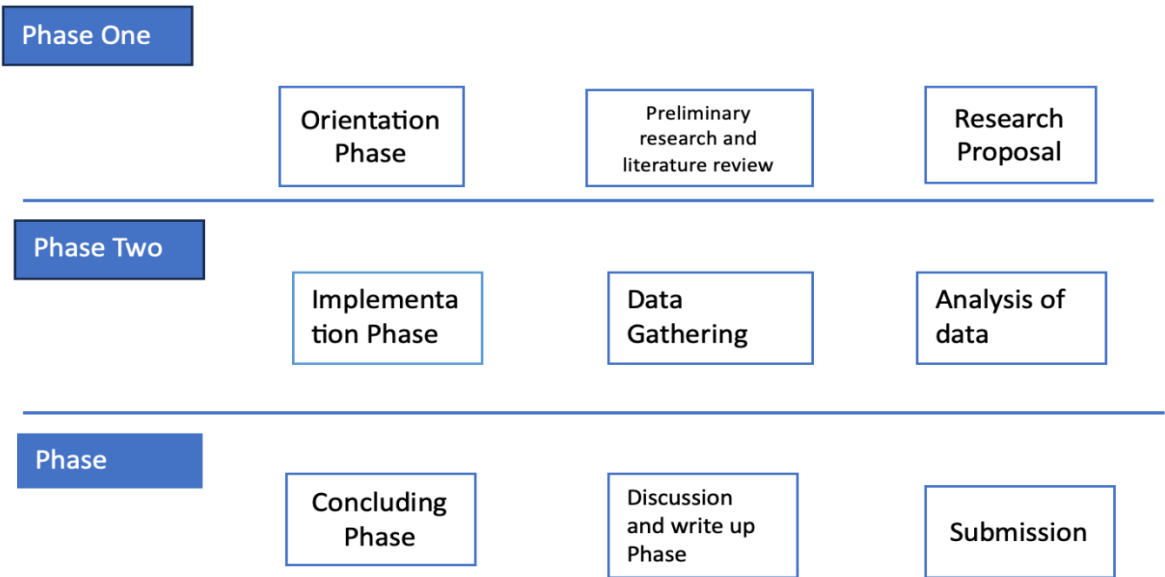 Phase One
Orientation
Phase
Preliminary
research and
literature review
Research
Proposal
Phase Two
Implementa
tion Phase
Data
Gathering
Analysis of
data
Phase
Concluding
Phase
Discussion
and write up
Phase
Submission